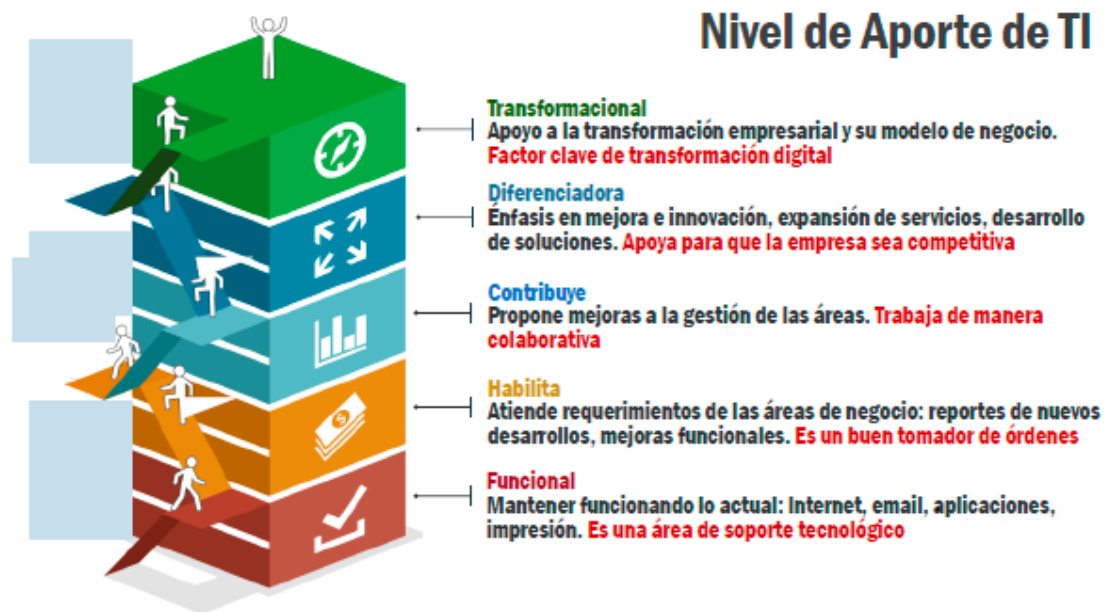 Nivel de Aporte de TI
Transformacional
Apoyo a la transformación empresarial y su modelo de negocio.
Factor clave de transformación digital
Diferenciadora
Énfasis en mejora e innovación, expansión de servicios, desarrollo
de soluciones. Apoya para que la empresa sea competitiva
Contribuye
Propone mejoras a la gestión de las áreas. Trabaja de manera
colaborativa
Habilita
Atiende requerimientos de las áreas de negocio: reportes de nuevos
desarrollos, mejoras funcionales. Es un buen tomador de órdenes
Funcional
Mantener funcionando lo actual: Internet, email, aplicaciones,
impresión. Es una área de soporte tecnológico